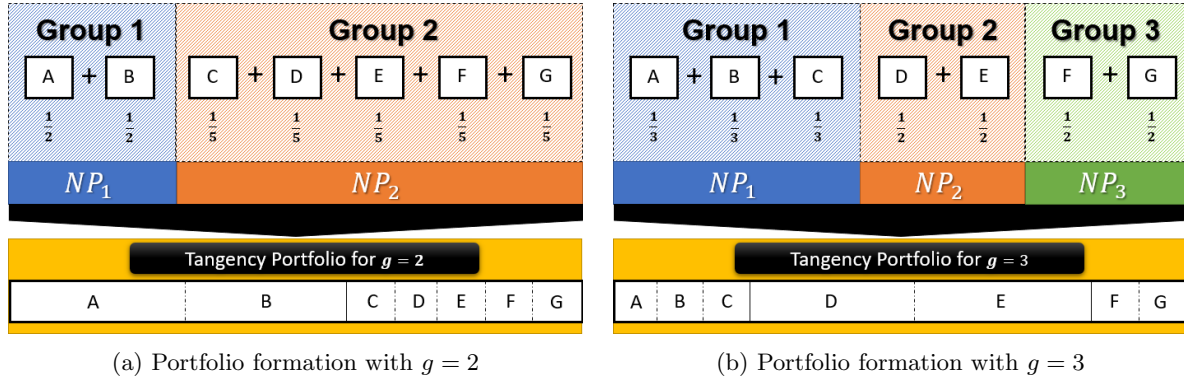 Group 1 Group 2
A + B C + D + E + F + G
1/2 1/2 1/5 1/5 1/5 1/5 1/5
NP₁ NP₂
Tangency Portfolio for g = 2
A B C D E F G
(a) Portfolio formation with g = 2
Group 1 Group 2 Group 3
A + B + C D + E F + G
1/3 1/3 1/3 1/2 1/2 1/2 1/2
NP₁ NP₂ NP₃
Tangency Portfolio for g = 3
A B C D E F G
(b) Portfolio formation with g = 3